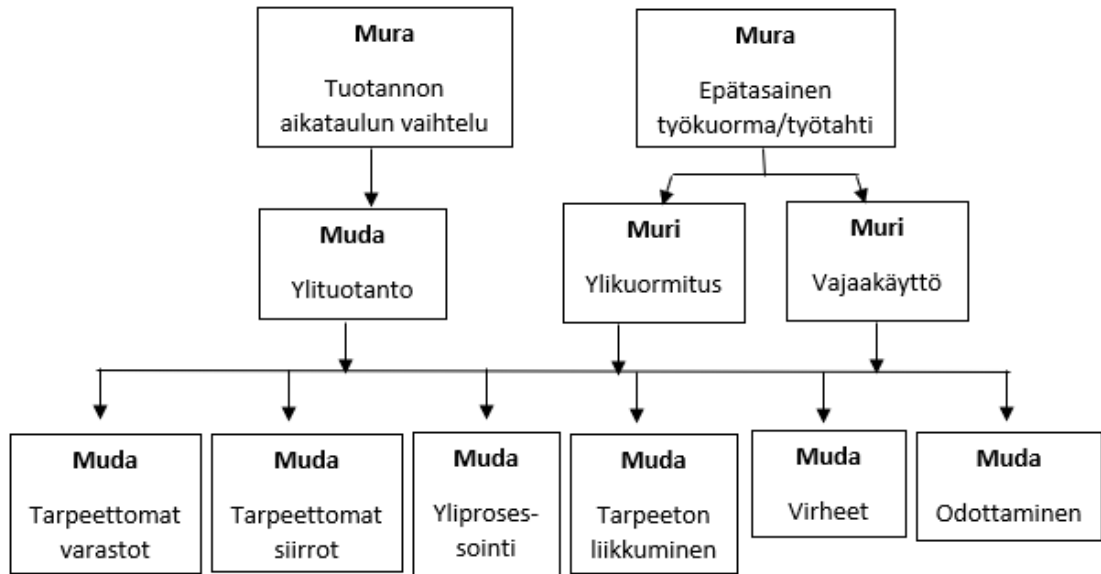 Mura
Tuotannon
aikataulun vaihtelu
Mura
Epätasainen
työkuorma/työtahti
Muda
Ylituotanto
Muri
Ylikuormitus
Muri
Vajaakäyttö
Muda
Tarpeettomat
varastot
Muda
Tarpeettomat
siirrot
Muda
Yliproses-
sointi
Muda
Tarpeeton
liikkuminen
Muda
Virheet
Muda
Odottaminen